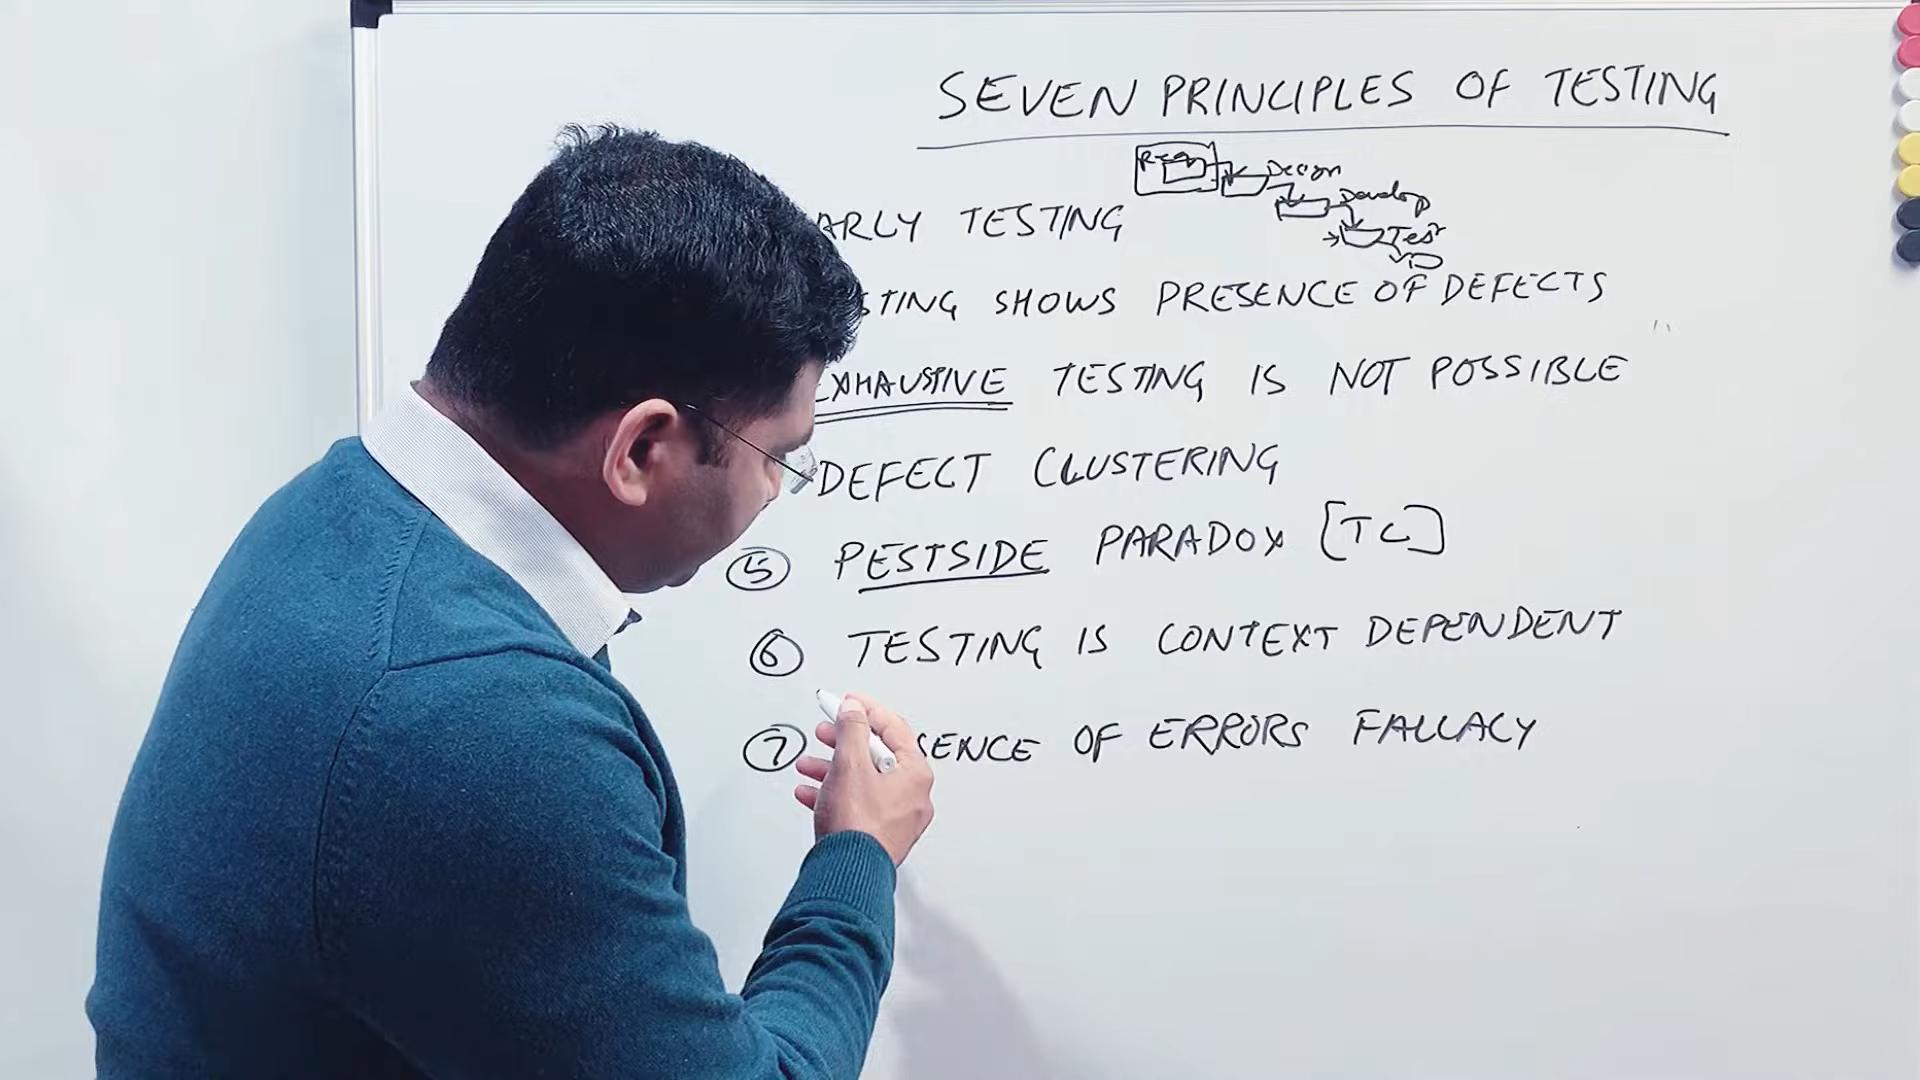 SEVEN PRINCIPLES OF TESTING
Design
Develop
ARLY TESTING
Test
STING SHOWS PRESENCE OF DEFECTS
EXHAUSTIVE TESTING IS NOT POSSIBLE
DEFECT CLUSTERING
5 PESTSIDE PARADOX [TC]
6 TESTING IS CONTEXT DEPENDENT
7 SENCE OF ERRORS FALLACY